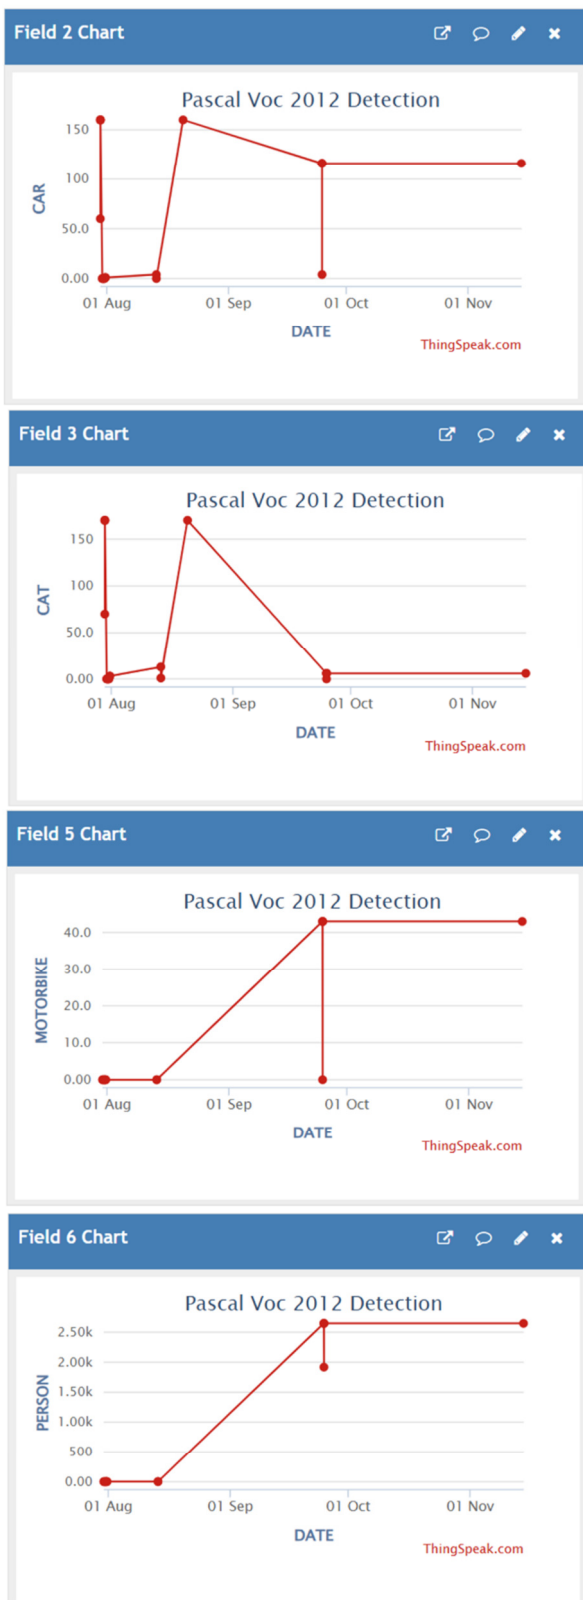 Field 2 Chart
Pascal Voc 2012 Detection
150
100
50.0
0.00
CAR
01 Aug 01 Sep 01 Oct 01 Nov
DATE
ThingSpeak.com
Field 3 Chart
Pascal Voc 2012 Detection
150
100
50.0
0.00
CAT
01 Aug 01 Sep 01 Oct 01 Nov
DATE
ThingSpeak.com
Field 5 Chart
Pascal Voc 2012 Detection
40.0
30.0
20.0
10.0
0.00
MOTORBIKE
01 Aug 01 Sep 01 Oct 01 Nov
DATE
ThingSpeak.com
Field 6 Chart
Pascal Voc 2012 Detection
2.50k
2.00k
1.50k
1.00k
500
0.00
PERSON
01 Aug 01 Sep 01 Oct 01 Nov
DATE
ThingSpeak.com